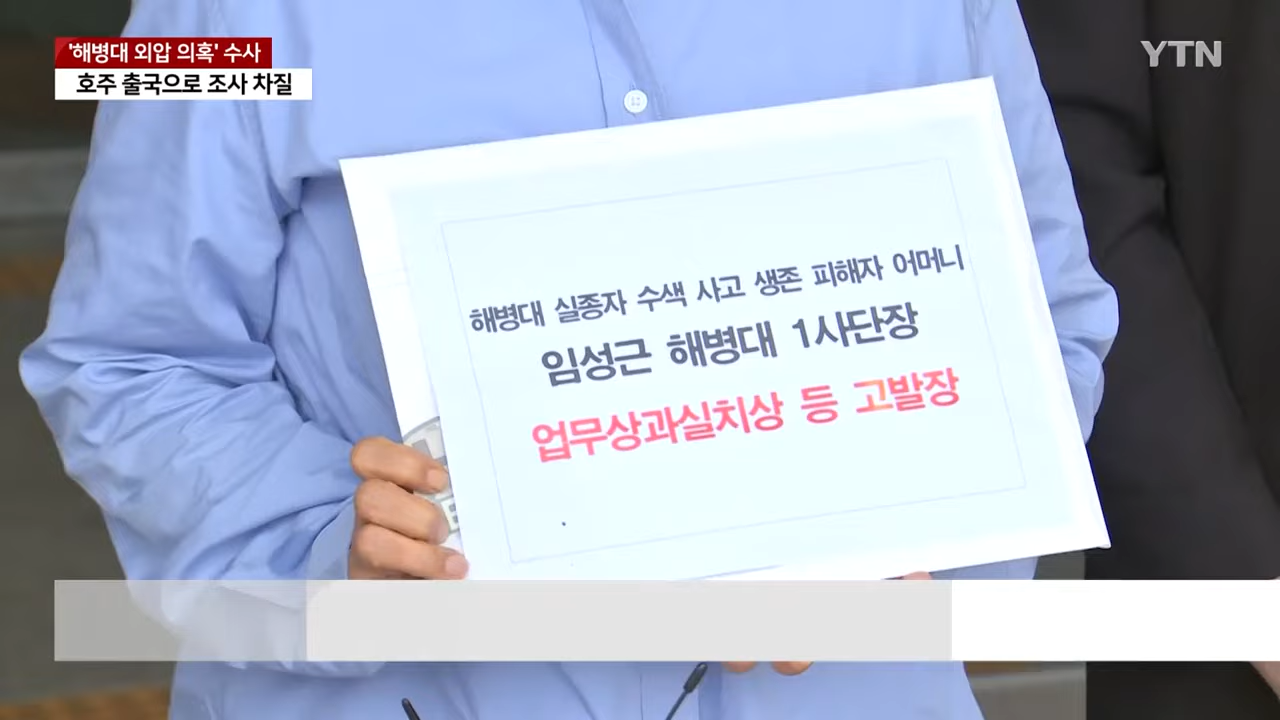 '해병대 외압 의혹' 수사
호주 출국으로 조사 차질
YTN
해병대 실종자 수색 사고 생존 피해자 어머니
임성근 해병대 1사단장
업무상과실치상 등 고발장